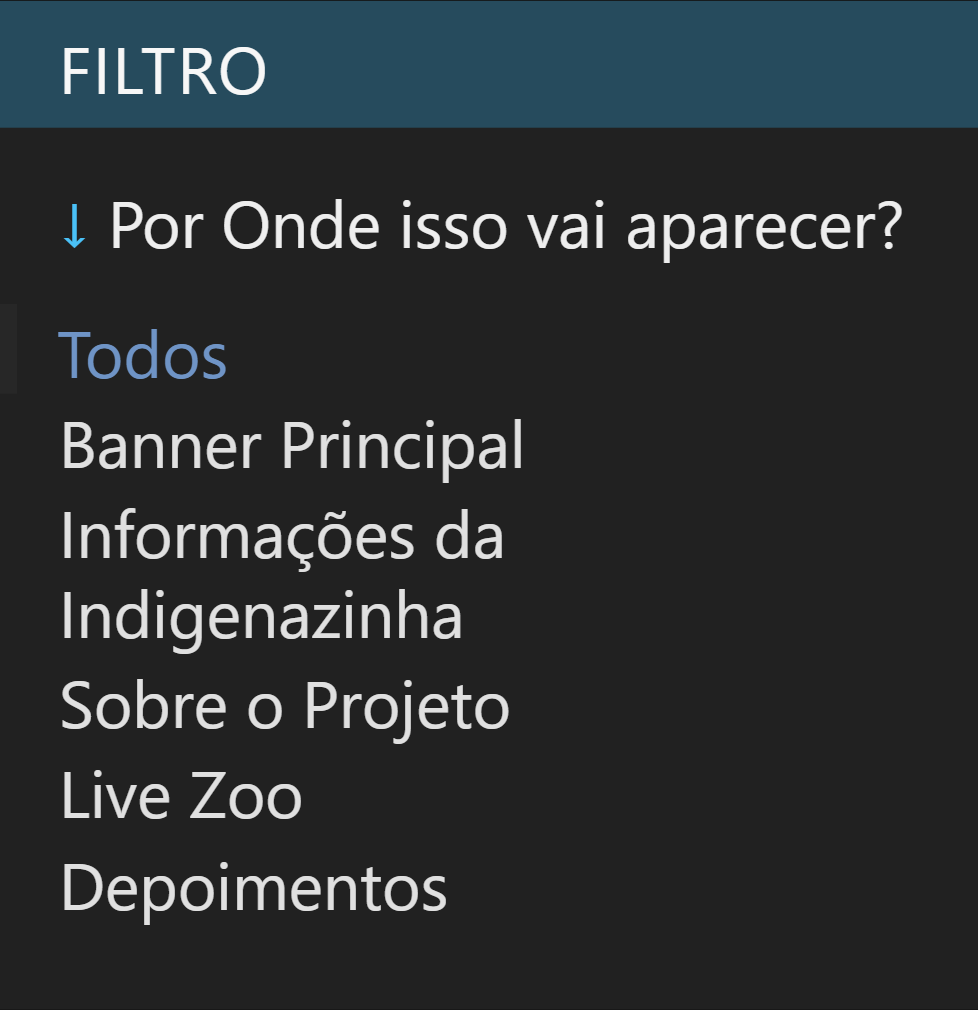 FILTRO
↓ Por Onde isso vai aparecer?
Todos
Banner Principal
Informações da
Indigenazinha
Sobre o Projeto
Live Zoo
Depoimentos